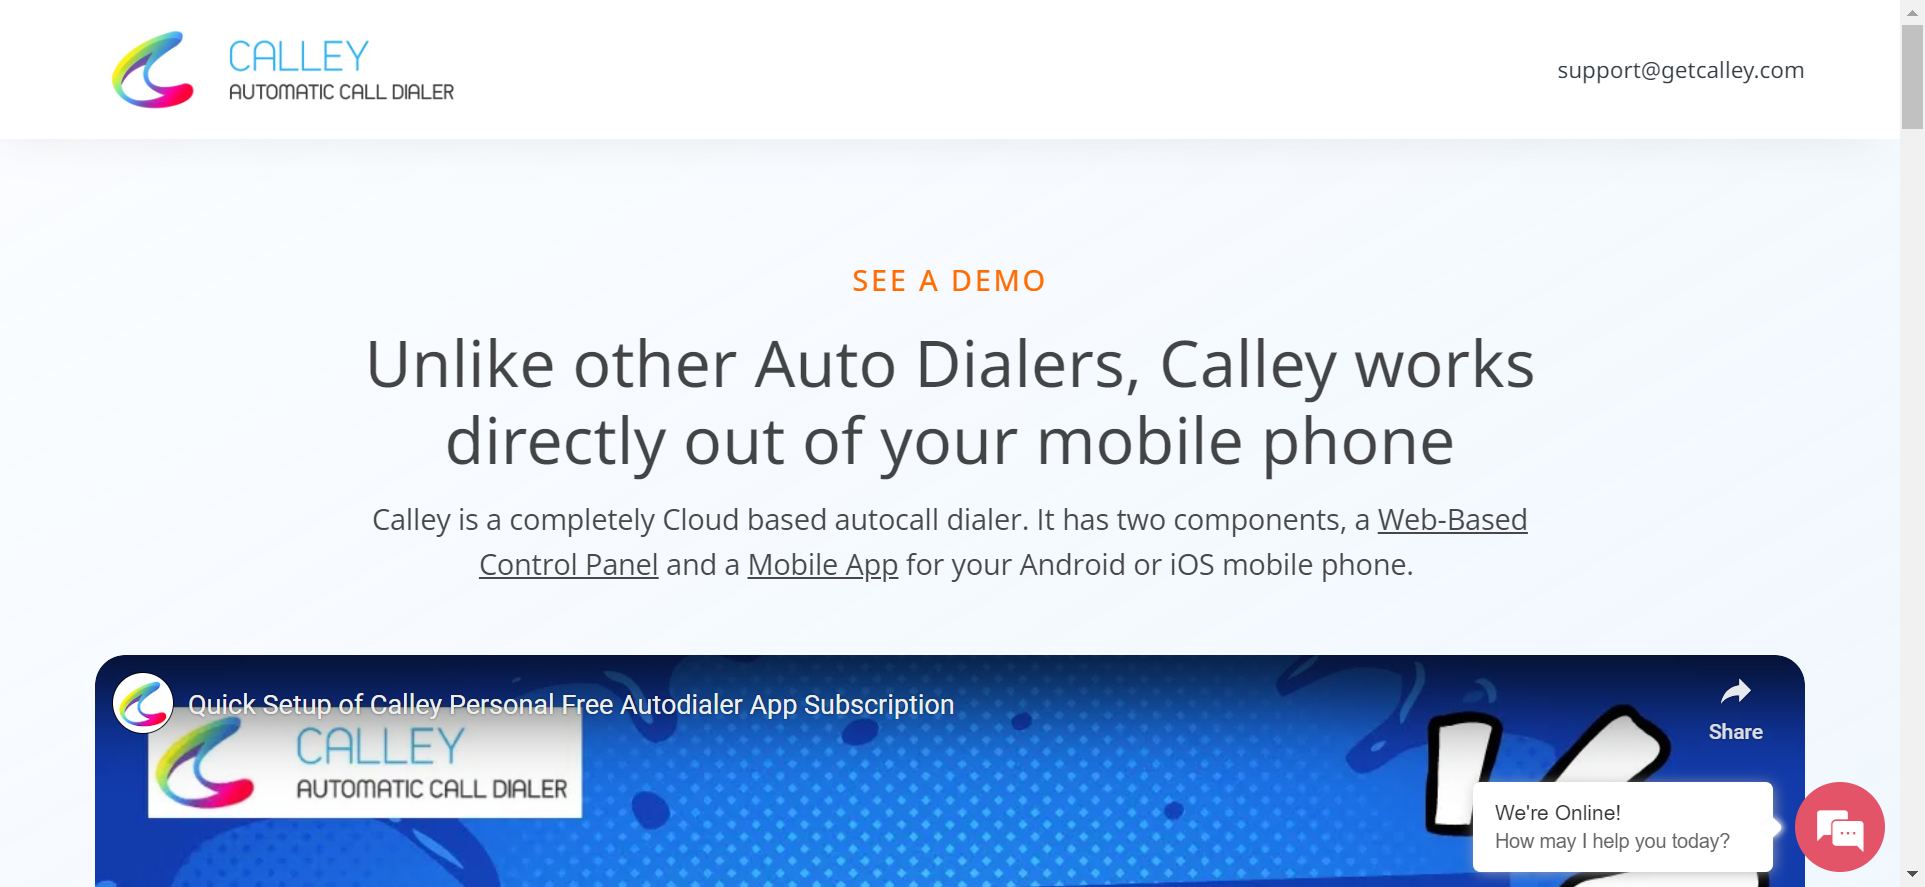 CALLEY
AUTOMATIC CALL DIALER
support@getcalley.com
SEE A DEMO
Unlike other Auto Dialers, Calley works
directly out of your mobile phone
Calley is a completely Cloud based autocall dialer. It has two components, a Web-Based
Control Panel and a Mobile App for your Android or iOS mobile phone.
Quick Setup of Calley Personal Free Autodialer App Subscription
Share
CALLEY
AUTOMATIC CALL DIALER
We're Online!
How may I help you today?